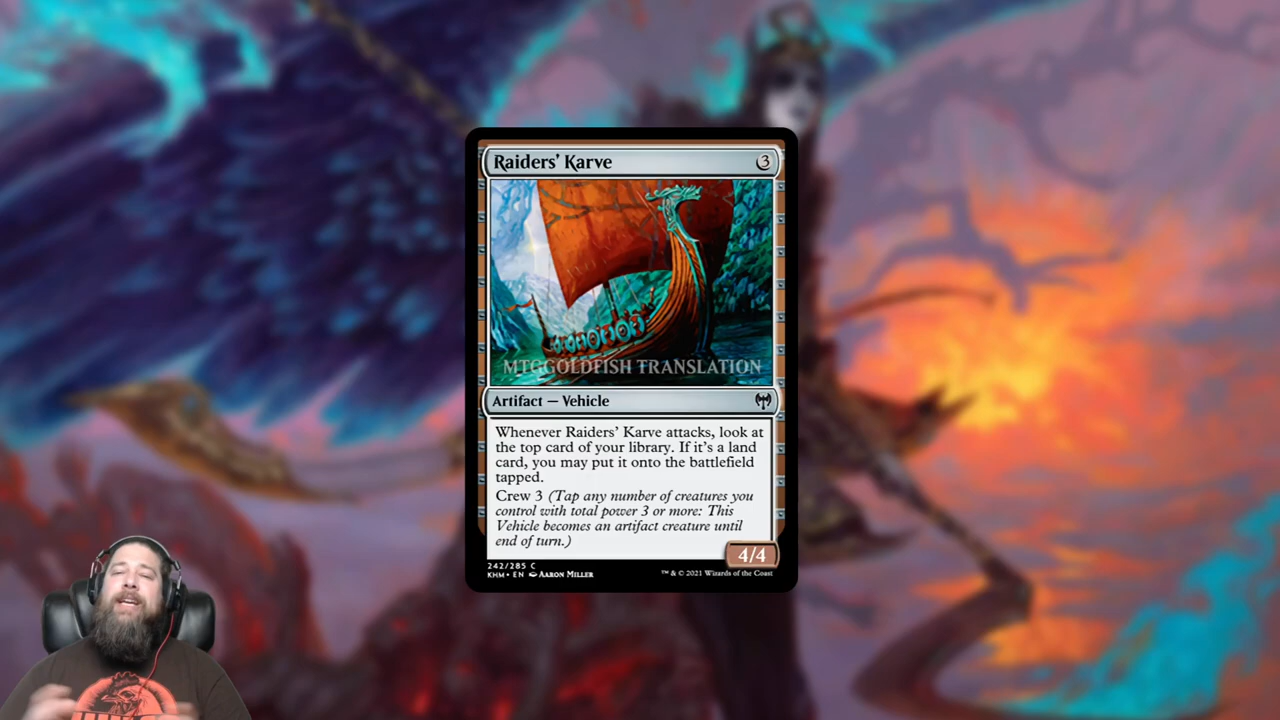 Raiders' Karve 3
MTGGOLDFISH TRANSLATION
Artifact — Vehicle
Whenever Raiders' Karve attacks, look at
the top card of your library. If it's a land
card, you may put it onto the battlefield
tapped.
Crew 3 (Tap any number of creatures you
control with total power 3 or more: This
Vehicle becomes an artifact creature until
end of turn.)
4/4
242/285 C
KHM • EN Aaron Miller
™ & © 2021 Wizards of the Coast